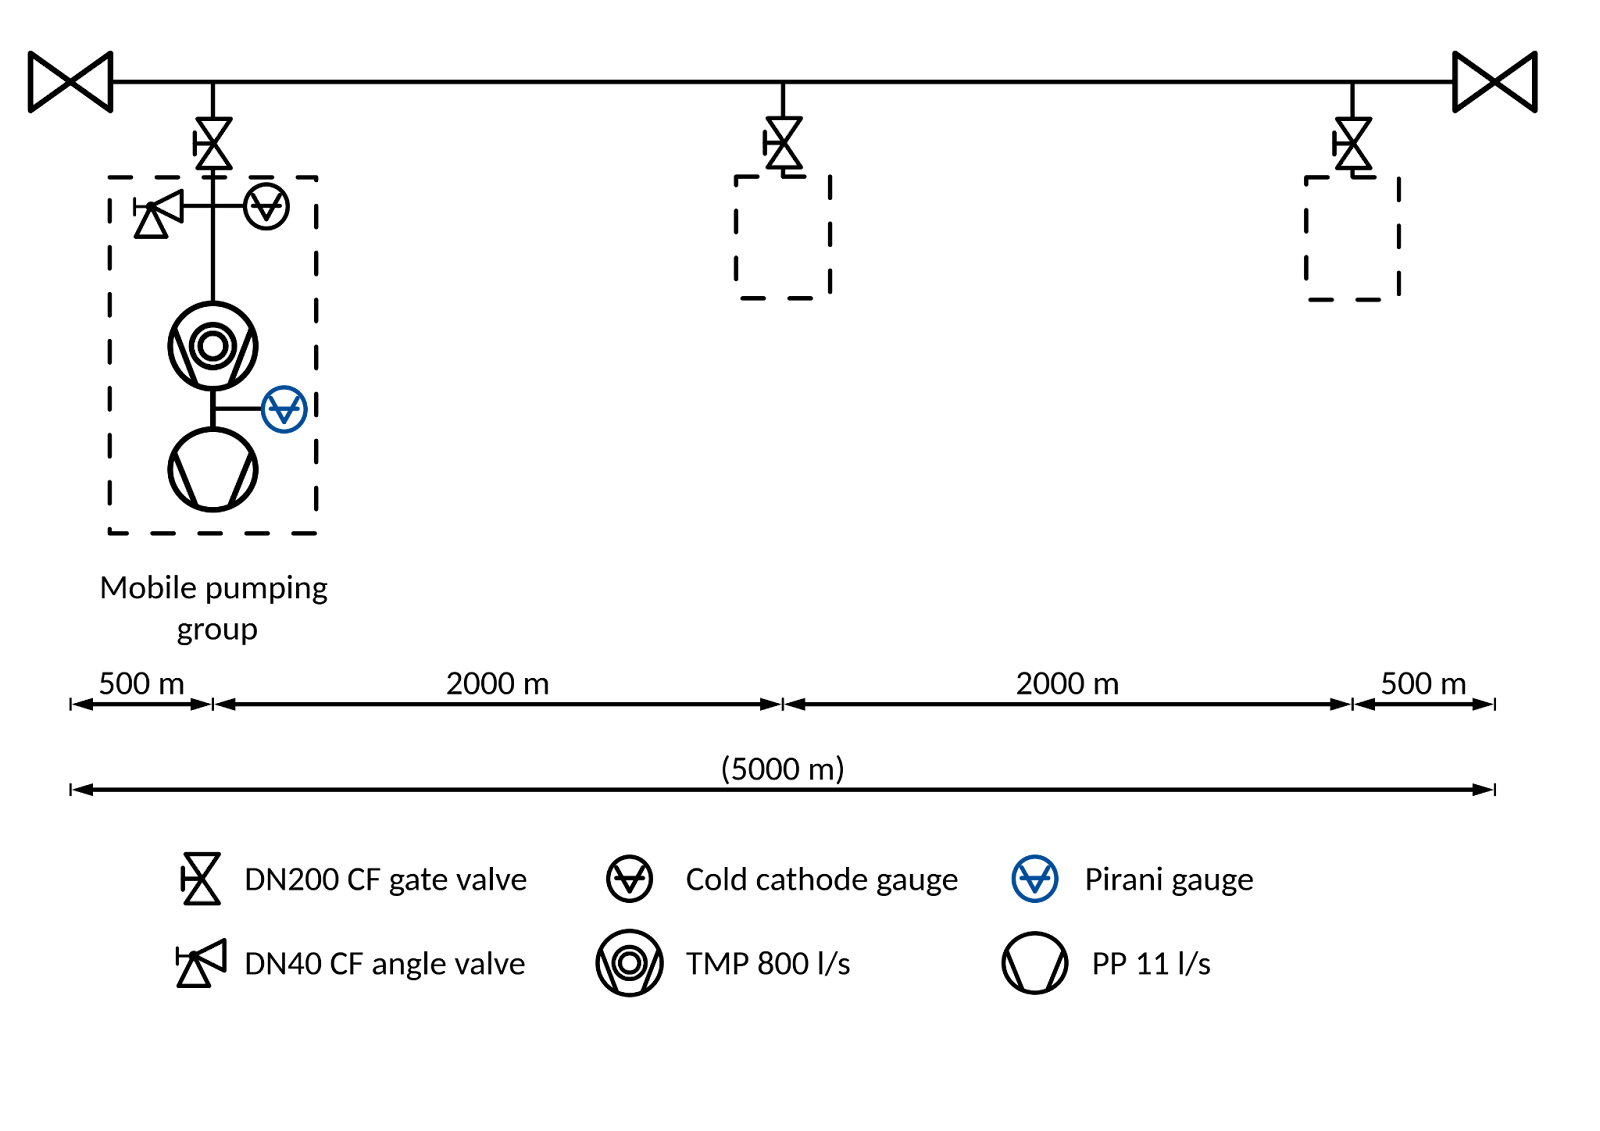 Mobile pumping
group
500 m 2000 m 2000 m 500 m
(5000 m)
DN200 CF gate valve Cold cathode gauge Pirani gauge
DN40 CF angle valve TMP 800 l/s PP 11 l/s